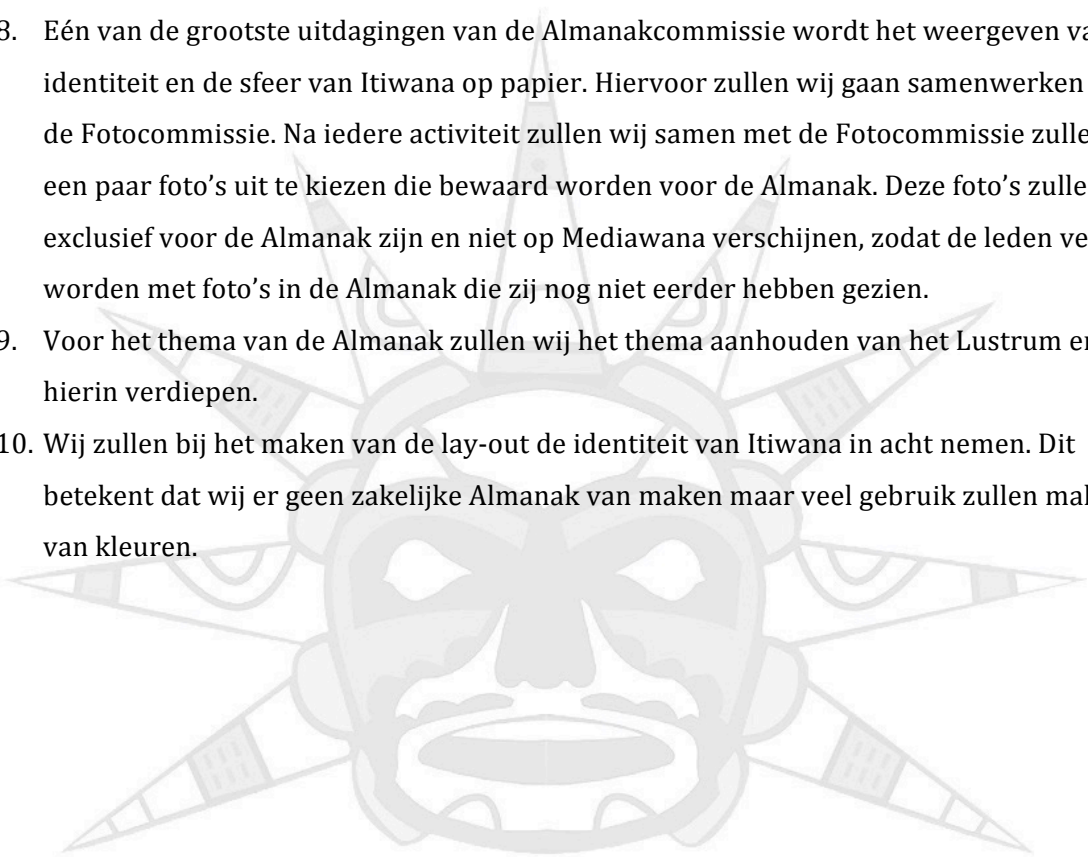 8. Eén van de grootste uitdagingen van de Almanakcommissie wordt het weergeven
identiteit en de sfeer van Itiwana op papier. Hiervoor zullen wij gaan samenwerken
de Fotocommissie. Na iedere activiteit zullen wij samen met de Fotocommissie
een paar foto’s uit te kiezen die bewaard worden voor de Almanak. Deze foto’s
exclusief voor de Almanak zijn en niet op Mediawana verschijnen, zodat de leden
worden met foto’s in de Almanak die zij nog niet eerder hebben gezien.
9. Voor het thema van de Almanak zullen wij het thema aanhouden van het Lustrum
hierin verdiepen.
10. Wij zullen bij het maken van de lay-out de identiteit van Itiwana in acht nemen. Dit
betekent dat wij er geen zakelijke Almanak van maken maar veel gebruik zullen
van kleuren.